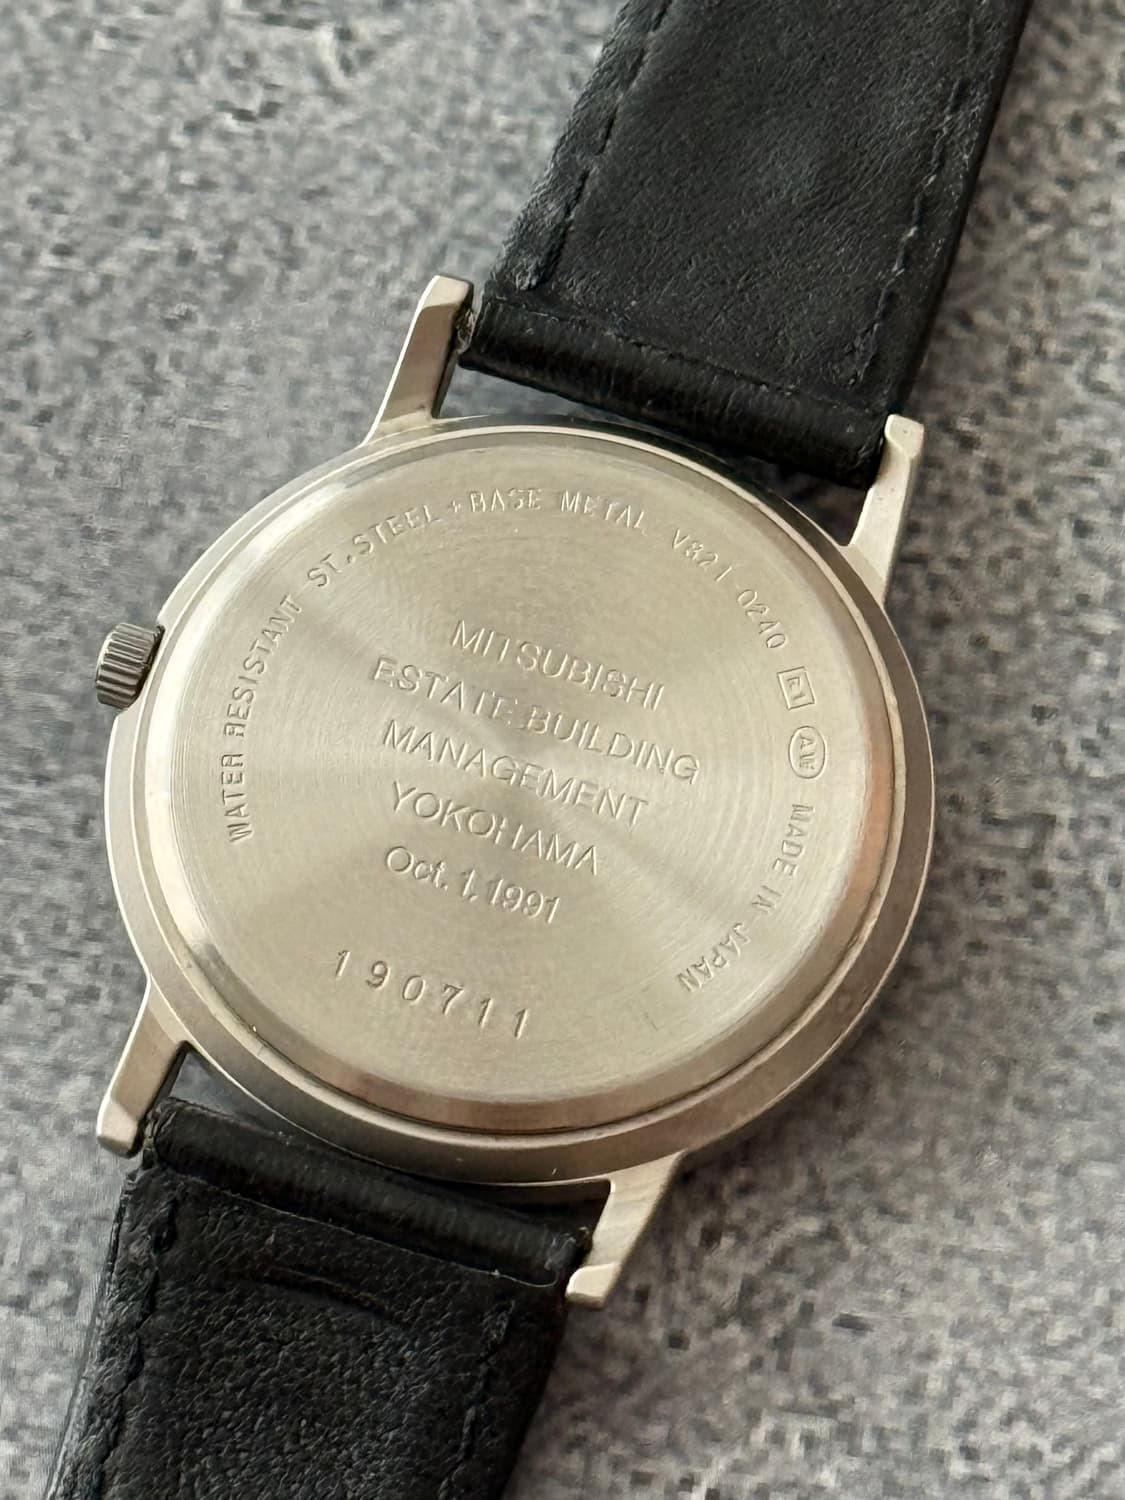 WATER RESISTANT ST.STEEL+BASE METAL V821-0240 AW MADE IN JAPAN
MITSUBISHI
ESTATE BUILDING
MANAGEMENT
YOKOHAMA
Oct. 1, 1991
190711